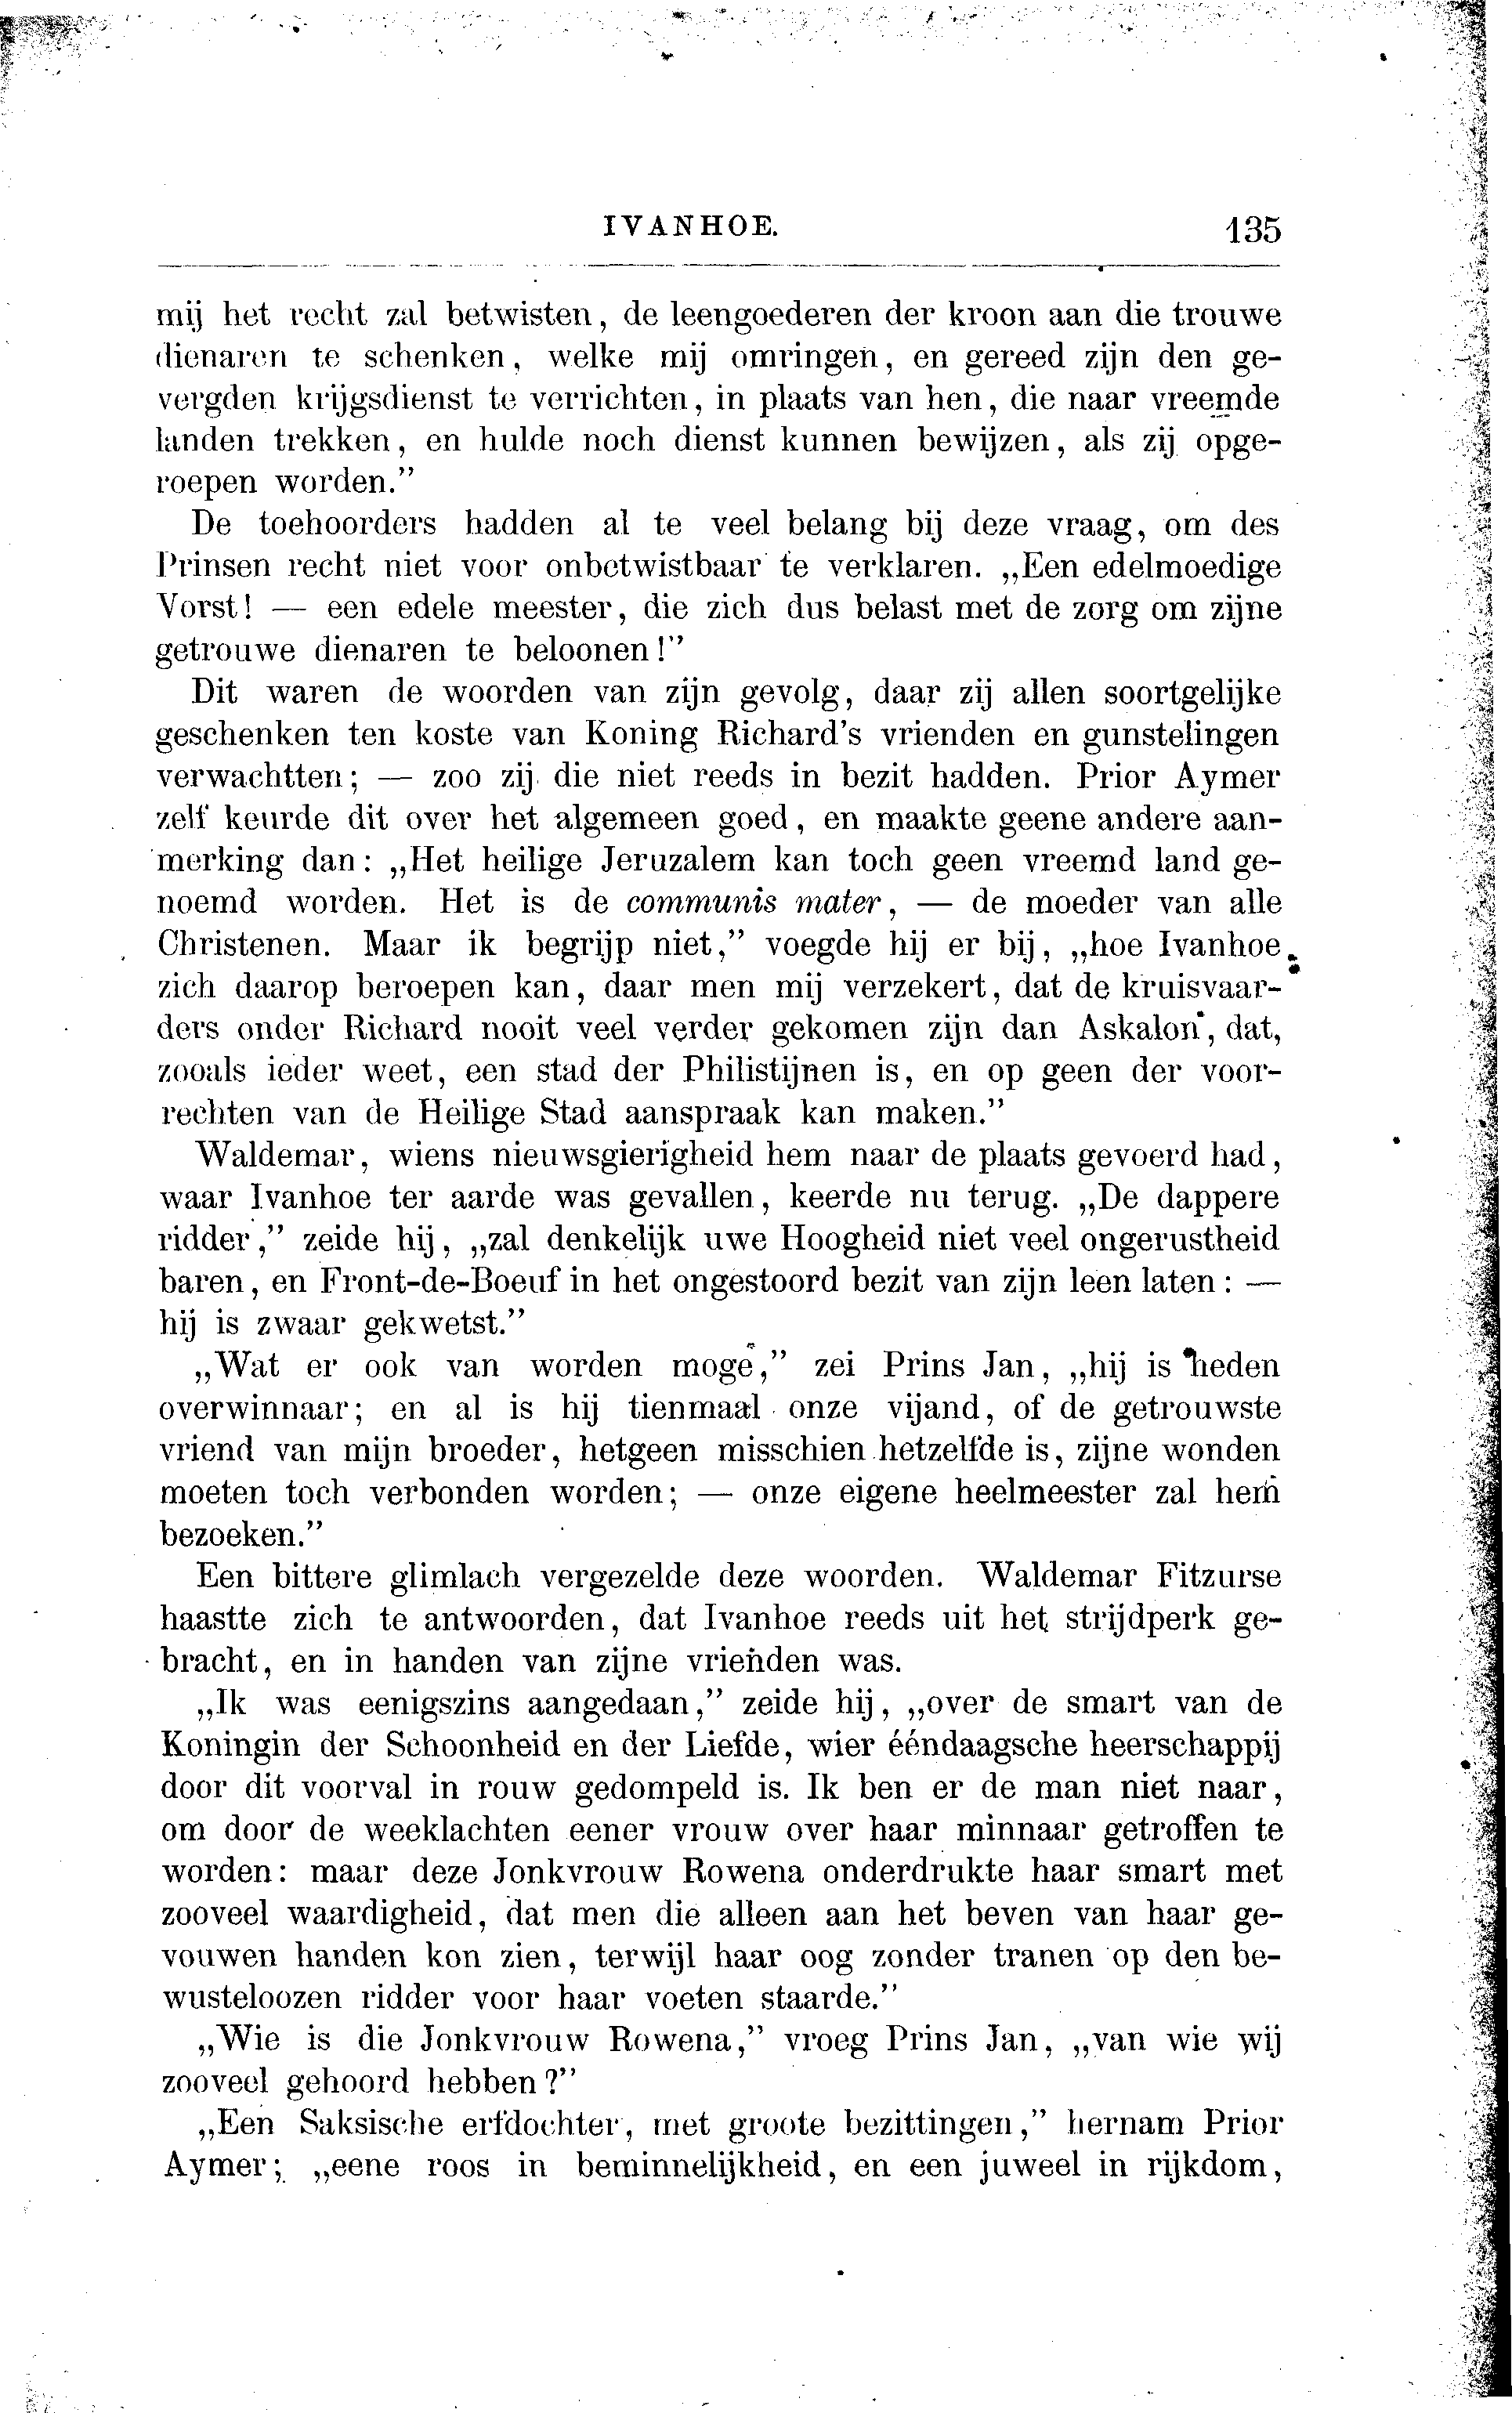 IVANHOE. 135
mij het recht zal betwisten, de leengoederen der kroon aan die trouwe
dienaren te schenken, welke mij omringen, en gereed zijn den ge-
vergden krijgsdienst te verrichten, in plaats van hen, die naar vreemde
landen trekken, en hulde noch dienst kunnen bewijzen, als zij opge-
roepen worden.”
De toehoorders hadden al te veel belang bij deze vraag, om des
Prinsen recht niet voor onbetwistbaar te verklaren. „Een edelmoedige
Vorst! — een edele meester, die zich dus belast met de zorg om zijne
getrouwe dienaren te beloonen!”
Dit waren de woorden van zijn gevolg, daar zij allen soortgelijke
geschenken ten koste van Koning Richard's vrienden en gunstelingen
verwachtten; — zoo zij die niet reeds in bezit hadden. Prior Aymer
zelf keurde dit over het algemeen goed, en maakte geene andere aan-
merking dan: „Het heilige Jeruzalem kan toch geen vreemd land ge-
noemd worden. Het is de communis mater, — de moeder van alle
Christenen. Maar ik begrijp niet,” voegde hij er bij, „hoe Ivanhoe
zich daarop beroepen kan, daar men mij verzekert, dat de kruisvaar-
ders onder Richard nooit veel verder gekomen zijn dan Askalon, dat,
zooals ieder weet, een stad der Philistijnen is, en op geen der voor-
rechten van de Heilige Stad aanspraak kan maken.”
Waldemar, wiens nieuwsgierigheid hem naar de plaats gevoerd had,
waar Ivanhoe ter aarde was gevallen, keerde nu terug. „De dappere
ridder,” zeide hij, „zal denkelijk uwe Hoogheid niet veel ongerustheid
baren, en Front-de-Boeuf in het ongestoord bezit van zijn leen laten: —
hij is zwaar gekwetst.”
„Wat er ook van worden moge,” zei Prins Jan, „hij is heden
overwinnaar; en al is hij tienmaal onze vijand, of de getrouwste
vriend van mijn broeder, hetgeen misschien hetzelfde is, zijne wonden
moeten toch verbonden worden; — onze eigene heelmeester zal hem
bezoeken.”
Een bittere glimlach vergezelde deze woorden. Waldemar Fitzurse
haastte zich te antwoorden, dat Ivanhoe reeds uit het strijdperk ge-
bracht, en in handen van zijne vrienden was.
„Ik was eenigszins aangedaan,” zeide hij, „over de smart van de
Koningin der Schoonheid en der Liefde, wier ééndaagsche heerschappij
door dit voorval in rouw gedompeld is. Ik ben er de man niet naar,
om door de weeklachten eener vrouw over haar minnaar getroffen te
worden: maar deze Jonkvrouw Rowena onderdrukte haar smart met
zooveel waardigheid, dat men die alleen aan het beven van haar ge-
vouwen handen kon zien, terwijl haar oog zonder tranen op den be-
wusteloozen ridder voor haar voeten staarde.”
„Wie is die Jonkvrouw Rowena,” vroeg Prins Jan, „van wie wij
zooveel gehoord hebben?”
„Een Saksische erfdochter, met groote bezittingen,” hernam Prior
Aymer; „eene roos in beminnelijkheid, en een juweel in rijkdom,